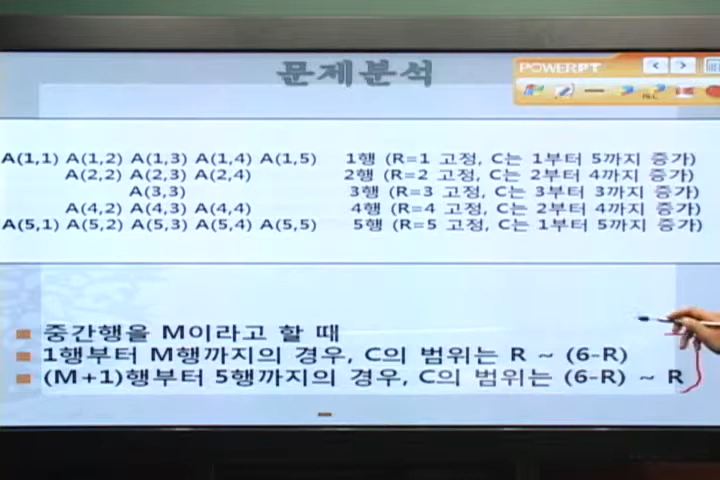 문제분석
POWERPT
A(1,1) A(1,2) A(1,3) A(1,4) A(1,5) 1행 (R=1 고정, C는 1부터 5까지 증가)
A(2,2) A(2,3) A(2,4) 2행 (R=2 고정, C는 2부터 4까지 증가)
A(3,3) 3행 (R=3 고정, C는 3부터 3까지 증가)
A(4,2) A(4,3) A(4,4) 4행 (R=4 고정, C는 2부터 4까지 증가)
A(5,1) A(5,2) A(5,3) A(5,4) A(5,5) 5행 (R=5 고정, C는 1부터 5까지 증가)
중간행을 M이라고 할 때
1행부터 M행까지의 경우, C의 범위는 R ~ (6-R)
(M+1)행부터 5행까지의 경우, C의 범위는 (6-R) ~ R